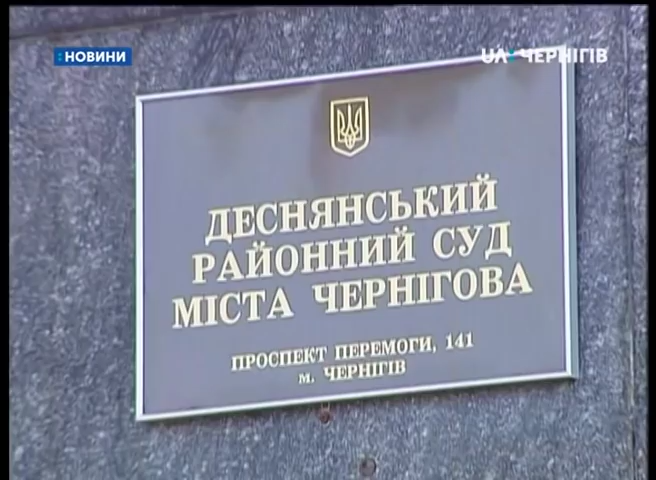 :НОВИНИ
UA:ЧЕРНІГІВ
ДЕСНЯНСЬКИЙ
РАЙОННИЙ СУД
МІСТА ЧЕРНІГОВА
ПРОСПЕКТ ПЕРЕМОГИ, 141
м. ЧЕРНІГІВ